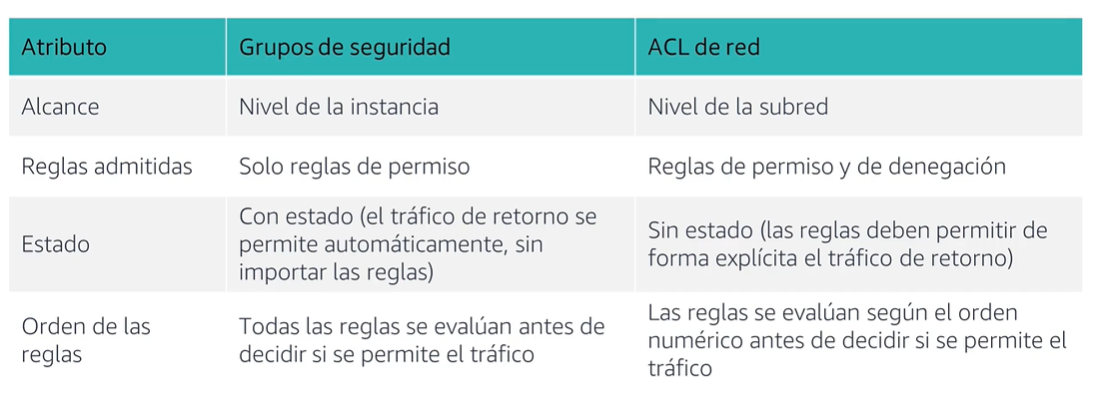 Atributo
Grupos de seguridad
ACL de red
Alcance
Nivel de la instancia
Nivel de la subred
Reglas admitidas
Solo reglas de permiso
Reglas de permiso y de denegación
Estado
Con estado (el tráfico de retorno se
permite automáticamente, sin
importar las reglas)
Sin estado (las reglas deben permitir de
forma explícita el tráfico de retorno)
Orden de las
reglas
Todas las reglas se evalúan antes de
decidir si se permite el tráfico
Las reglas se evalúan según el orden
numérico antes de decidir si se permite el
tráfico